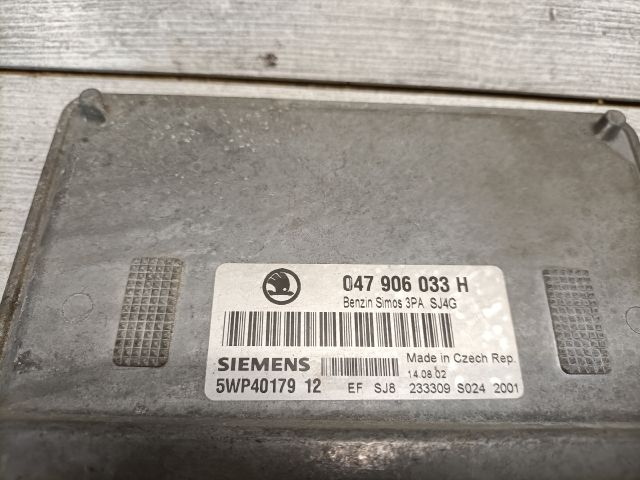 047 906 033 H
Benzin Simos 3PA SJ4G
SIEMENS
Made in Czech Rep.
14.08.02
5WP40179 12 EF SJ8 233309 S024 2001